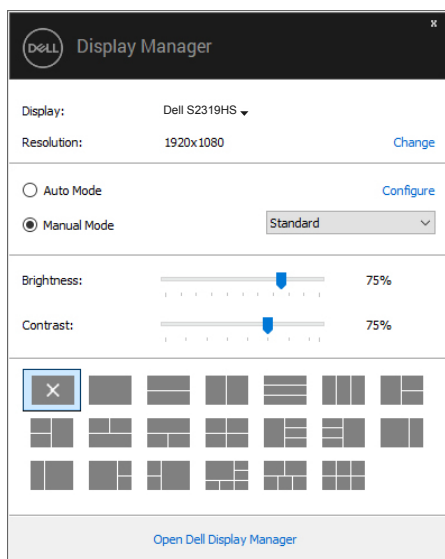 x
DELL Display Manager
Display: Dell S2319HS
Resolution: 1920x1080 Change
Auto Mode Configure
Manual Mode Standard
Brightness: 75%
Contrast: 75%
Open Dell Display Manager